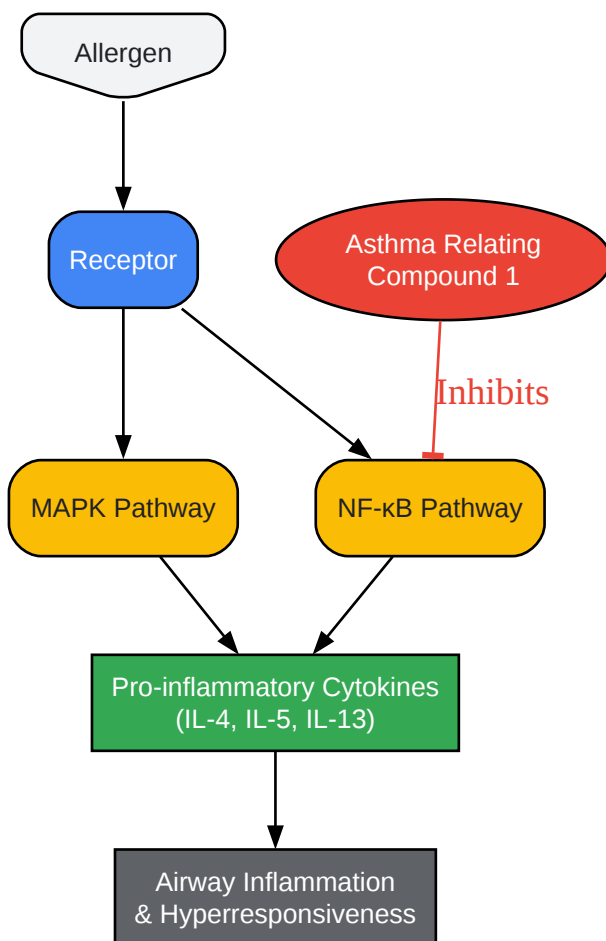 Allergen
Receptor
Asthma Relating
Compound 1
Inhibits
MAPK Pathway
NF-κB Pathway
Pro-inflammatory Cytokines
(IL-4, IL-5, IL-13)
Airway Inflammation
& Hyperresponsiveness